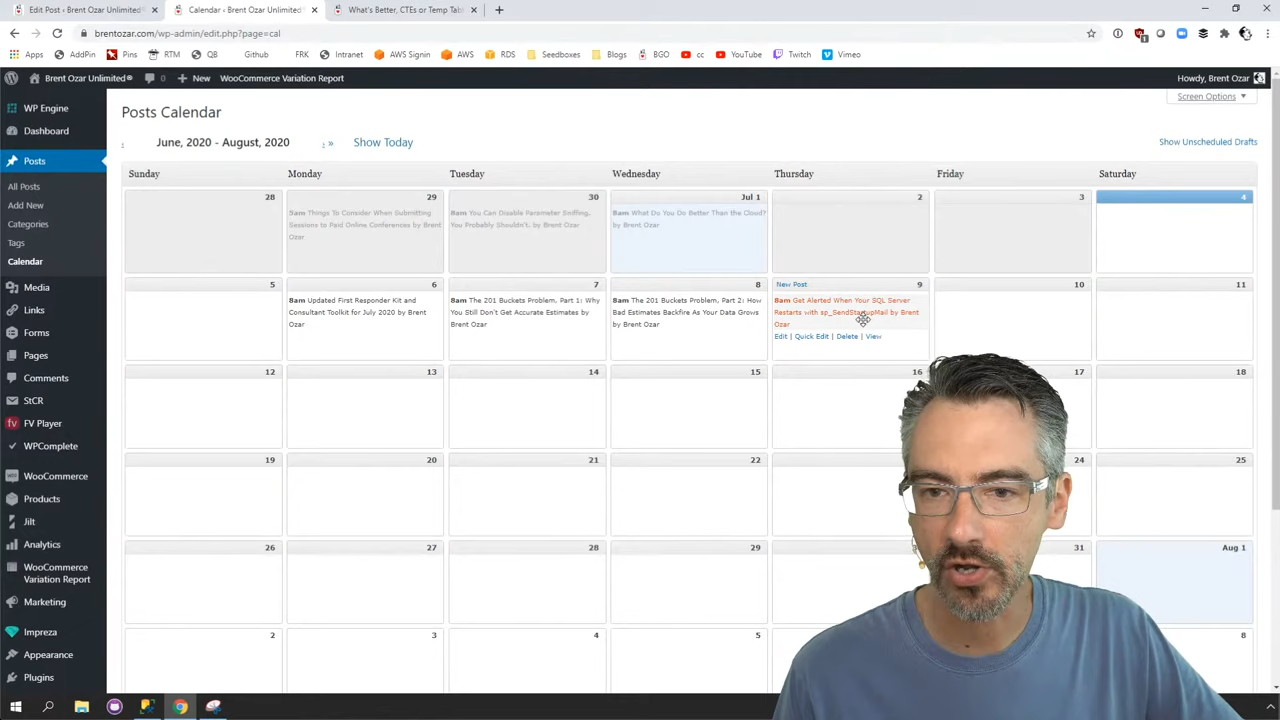 Edit Post ‹ Brent Ozar Unlimited®
Calendar ‹ Brent Ozar Unlimited®
What's Better, CTEs or Temp Tab
brentozar.com/wp-admin/edit.php?page=cal
Apps
AddPin
Pins
RTM
QB
Github
FRK
Intranet
AWS Signin
AWS
RDS
Seedboxes
Blogs
BGO
cc
YouTube
Twitch
Vimeo
Brent Ozar Unlimited®
0
New
WooCommerce Variation Report
Howdy, Brent Ozar
WP Engine
Dashboard
Posts
All Posts
Add New
Categories
Tags
Calendar
Media
Links
Forms
Pages
Comments
StCR
FV Player
WPComplete
WooCommerce
Products
Jilt
Analytics
WooCommerce
Variation Report
Marketing
Impreza
Appearance
Plugins
Screen Options
Posts Calendar
June, 2020 - August, 2020
»
Show Today
Show Unscheduled Drafts
Sunday Monday Tuesday Wednesday Thursday Friday Saturday
28 29 30 Jul 1 2 3 4
8am Things To Consider When Submitting
Sessions to Paid Online Conferences by Brent
Ozar
8am You Can Disable Parameter Sniffing.
You Probably Shouldn't. by Brent Ozar
8am What Do You Do Better Than the Cloud?
by Brent Ozar
5 6 7 8 New Post 9 10 11
8am Updated First Responder Kit and
Consultant Toolkit for July 2020 by Brent
Ozar
8am The 201 Buckets Problem, Part 1: Why
You Still Don't Get Accurate Estimates by
Brent Ozar
8am The 201 Buckets Problem, Part 2: How
Bad Estimates Backfire As Your Data Grows
by Brent Ozar
8am Get Alerted When Your SQL Server
Restarts with sp_SendStartupMail by Brent
Ozar
Edit | Quick Edit | Delete | View
12 13 14 15 16 17 18
19 20 21 22 24 25
26 27 28 29 31 Aug 1
2 3 4 5 8